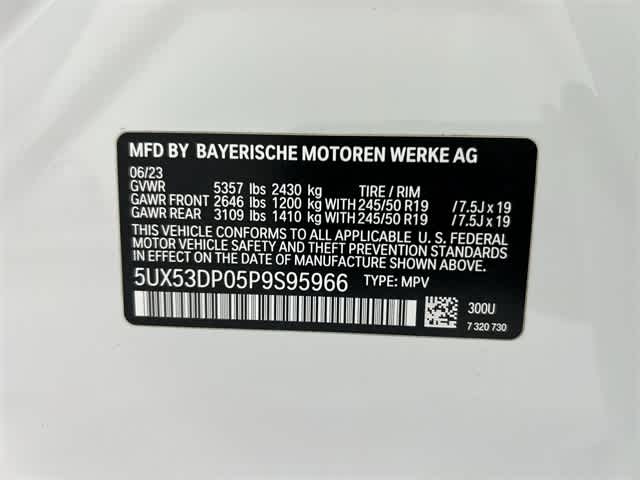 MFD BY BAYERISCHE MOTOREN WERKE AG
06/23
GVWR 5357 lbs 2430 kg TIRE / RIM
GAWR FRONT 2646 lbs 1200 kg WITH 245/50 R19 /7.5J x 19
GAWR REAR 3109 lbs 1410 kg WITH 245/50 R19 /7.5J x 19
THIS VEHICLE CONFORMS TO ALL APPLICABLE U. S. FEDERAL
MOTOR VEHICLE SAFETY AND THEFT PREVENTION STANDARDS
IN EFFECT ON THE DATE OF MANUFACTURE SHOWN ABOVE.
5UX53DP05P9S95966 TYPE: MPV
300U
7 320 730